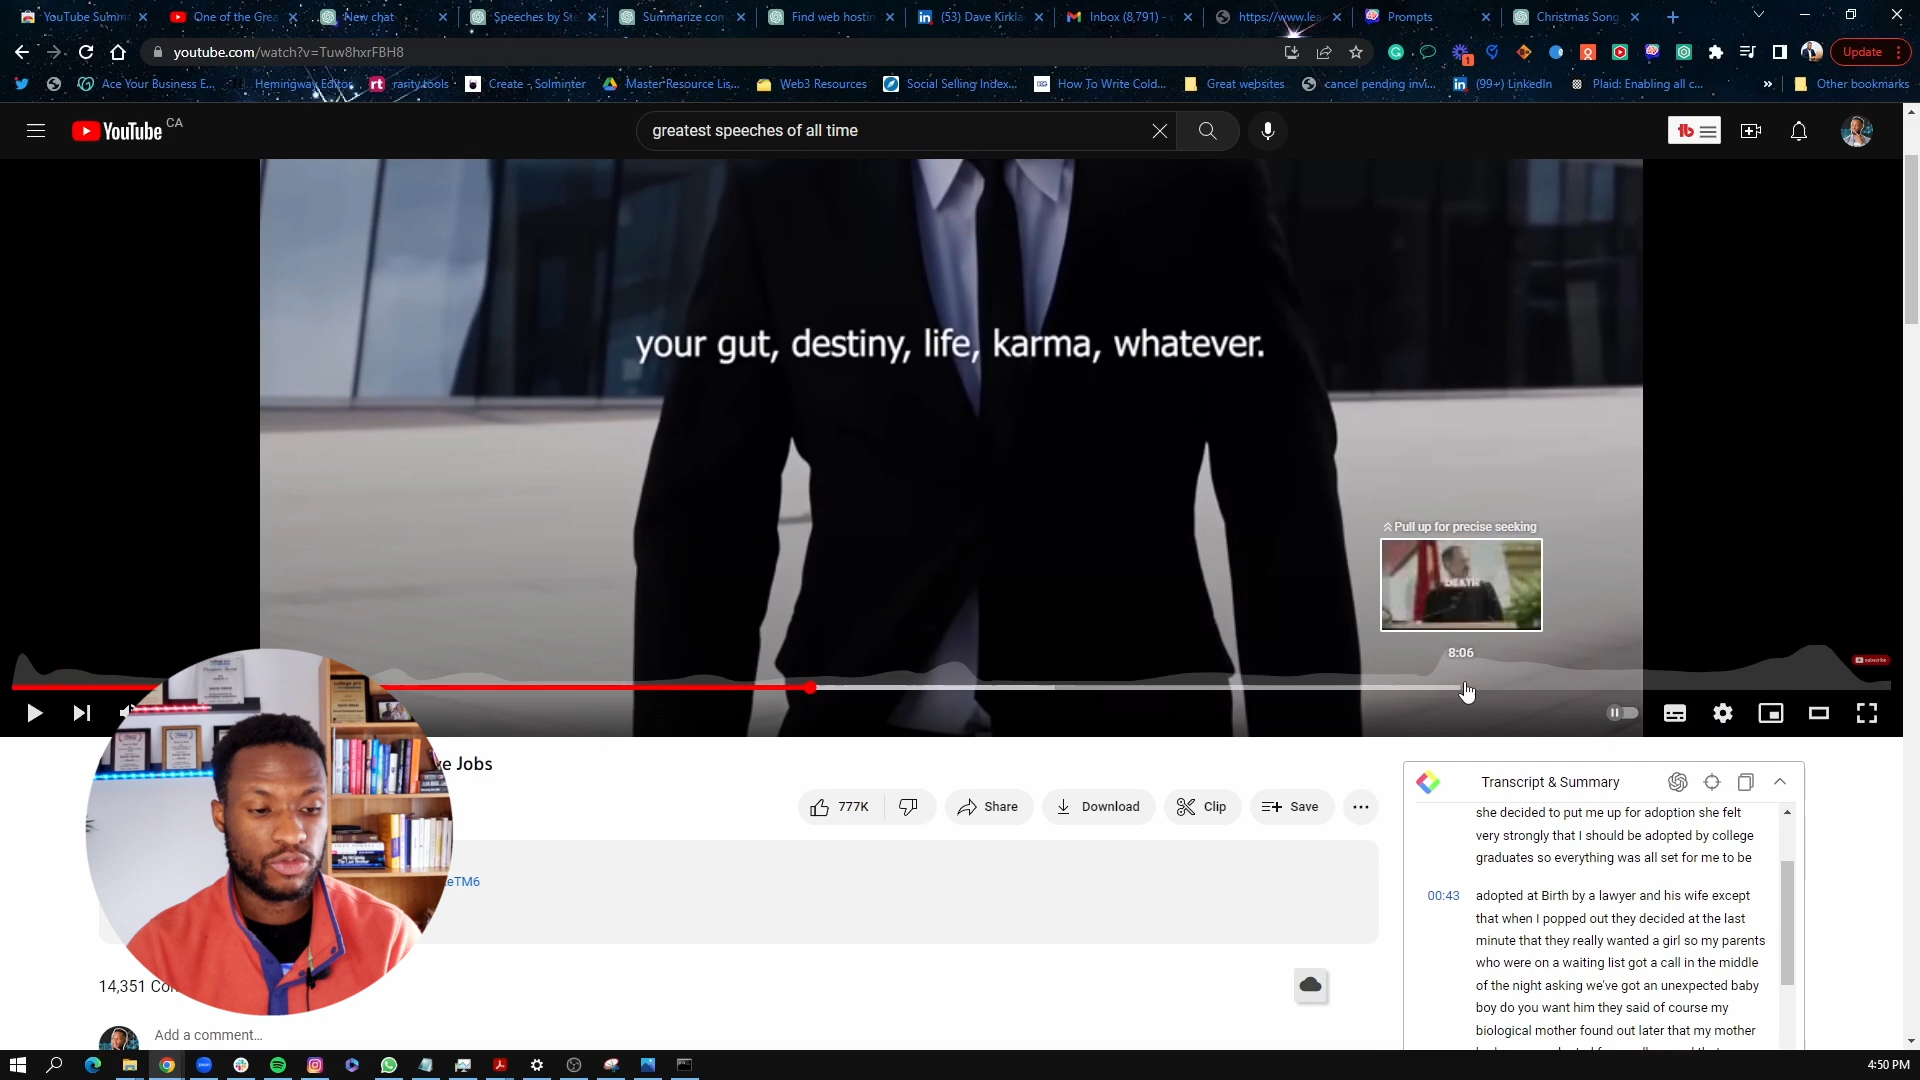 YouTube Summ
One of the Grea
New chat
Speeches by Ste
Summarize con
Find web hostin
(53) Dave Kirkla
Inbox (8,791) -
https://www.lea
Prompts
Christmas Song
youtube.com/watch?v=Tuw8hxrFBH8
Update
Ace Your Business E...
Hemingway Editor
rt rarity.tools
Create - Solminter
Master Resource Lis...
Web3 Resources
Social Selling Index...
How To Write Cold...
Great websites
cancel pending invi...
(99+) LinkedIn
Plaid: Enabling all c...
Other bookmarks
YouTube CA
greatest speeches of all time
your gut, destiny, life, karma, whatever.
Pull up for precise seeking
DEATH
8:06
subscribe
ve Jobs
777K
Share
Download
Clip
Save
eTM6
14,351 Co
Add a comment...
Transcript & Summary
she decided to put me up for adoption she felt
very strongly that I should be adopted by college
graduates so everything was all set for me to be
00:43
adopted at Birth by a lawyer and his wife except
that when I popped out they decided at the last
minute that they really wanted a girl so my parents
who were on a waiting list got a call in the middle
of the night asking we've got an unexpected baby
boy do you want him they said of course my
biological mother found out later that my mother
4:50 PM